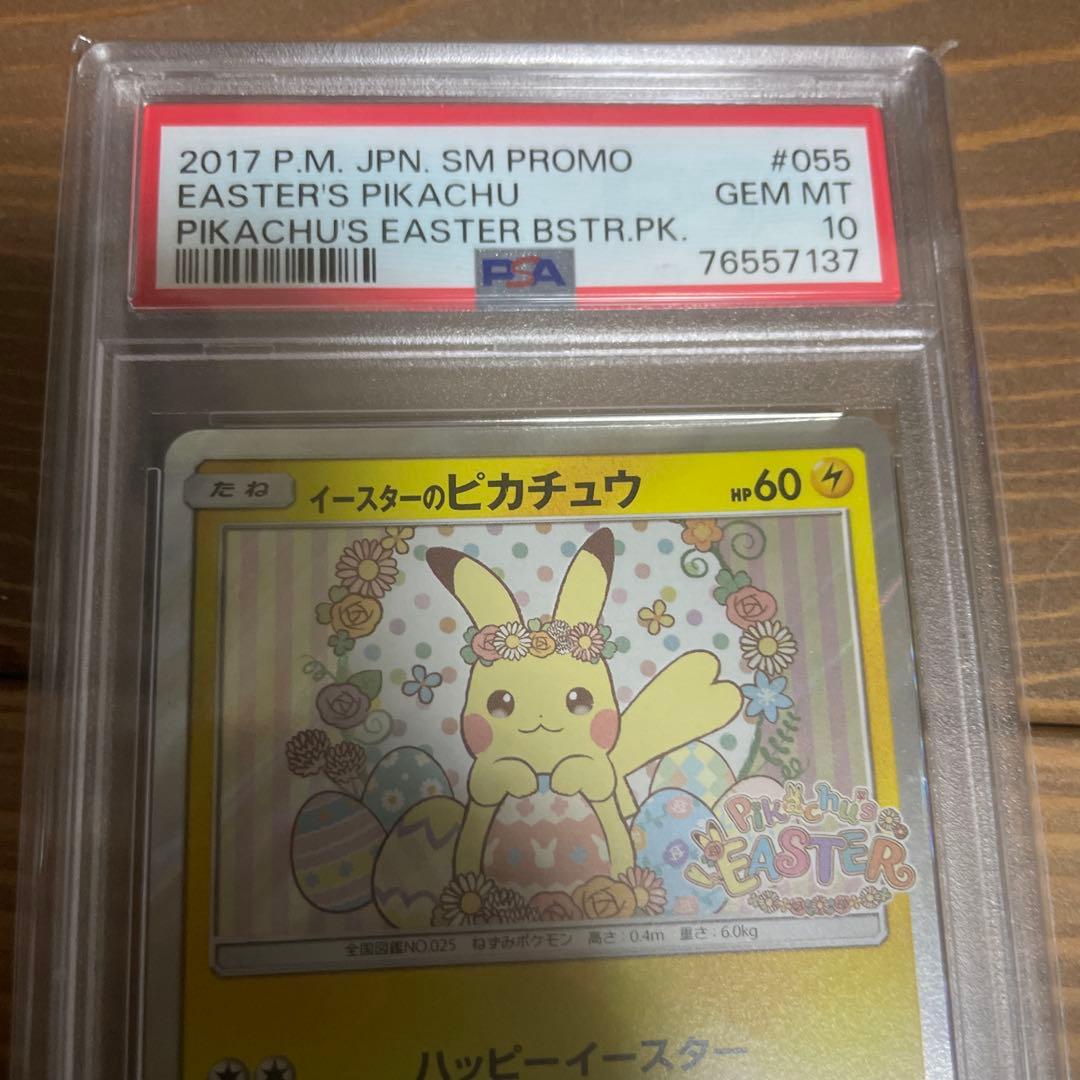 2017 P.M. JPN. SM PROMO #055
EASTER'S PIKACHU GEM MT
PIKACHU'S EASTER BSTR.PK. 10
PSA 76557137
たね イースターのピカチュウ HP60
Pikachu's
EASTER
全国図鑑NO.025 ねずみポケモン 高さ:0.4m 重さ:6.0kg
ハッピーイースター